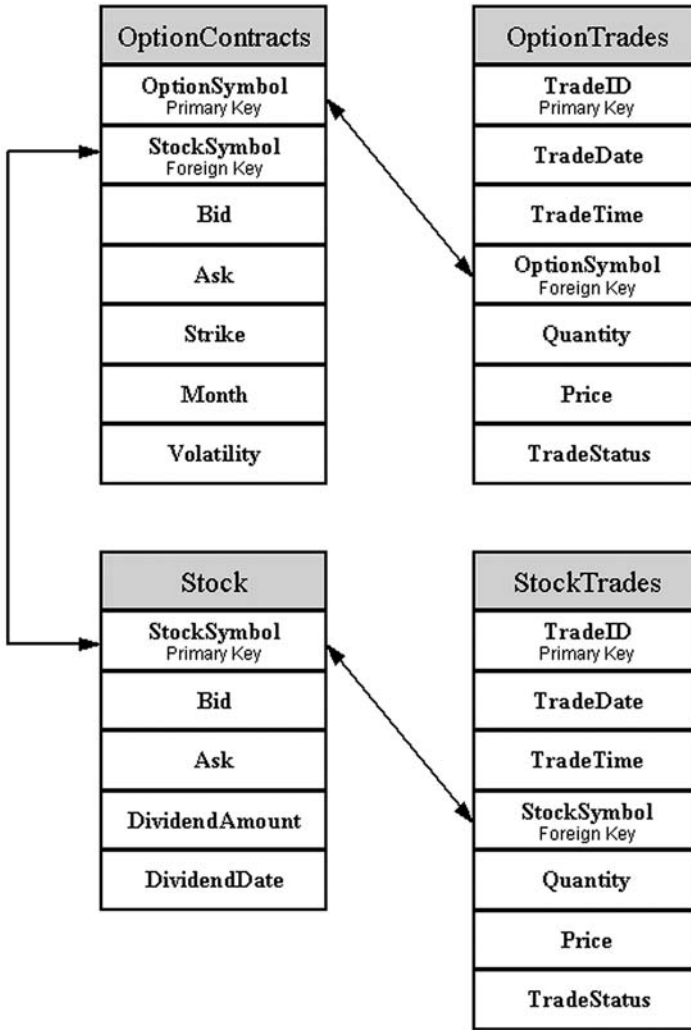 OptionContracts
OptionSymbol
Primary Key
StockSymbol
Foreign Key
Bid
Ask
Strike
Month
Volatility
OptionTrades
TradeID
Primary Key
TradeDate
TradeTime
OptionSymbol
Foreign Key
Quantity
Price
TradeStatus
Stock
StockSymbol
Primary Key
Bid
Ask
DividendAmount
DividendDate
StockTrades
TradeID
Primary Key
TradeDate
TradeTime
StockSymbol
Foreign Key
Quantity
Price
TradeStatus